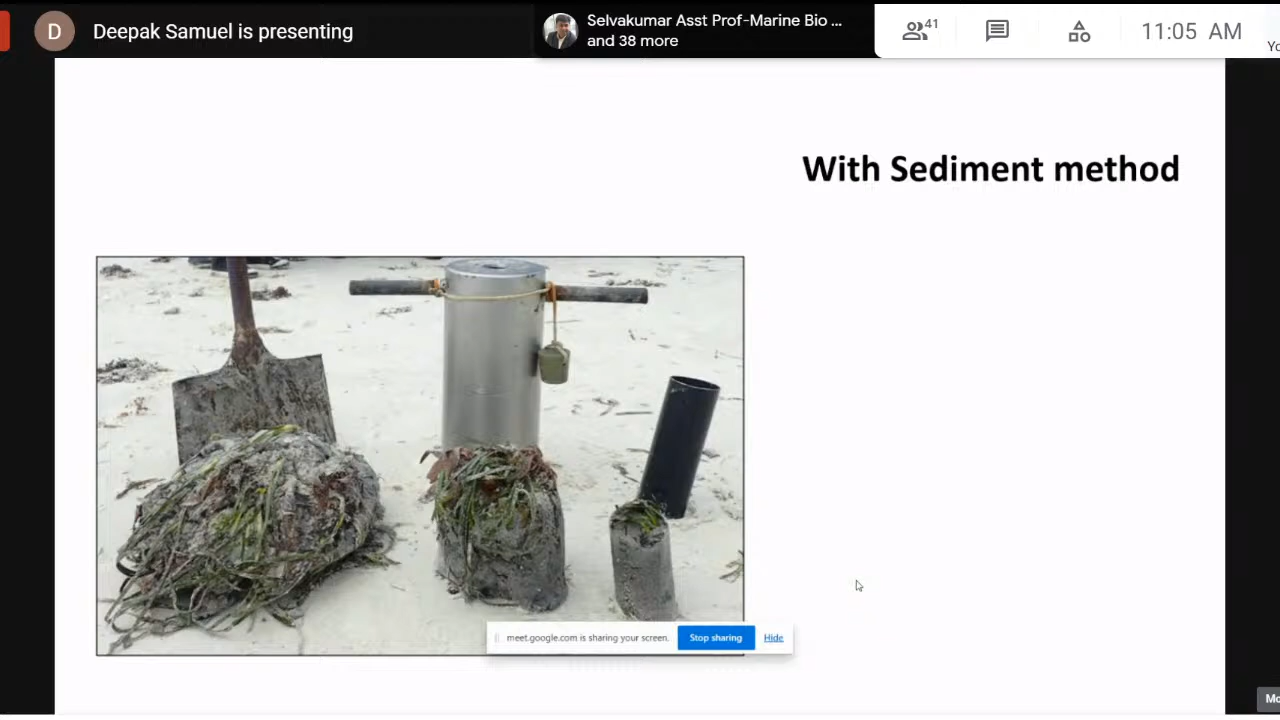 D
Deepak Samuel is presenting
Selvakumar Asst Prof-Marine Bio ...
and 38 more
41
11:05 AM
With Sediment method
meet.google.com is sharing your screen.
Stop sharing
Hide